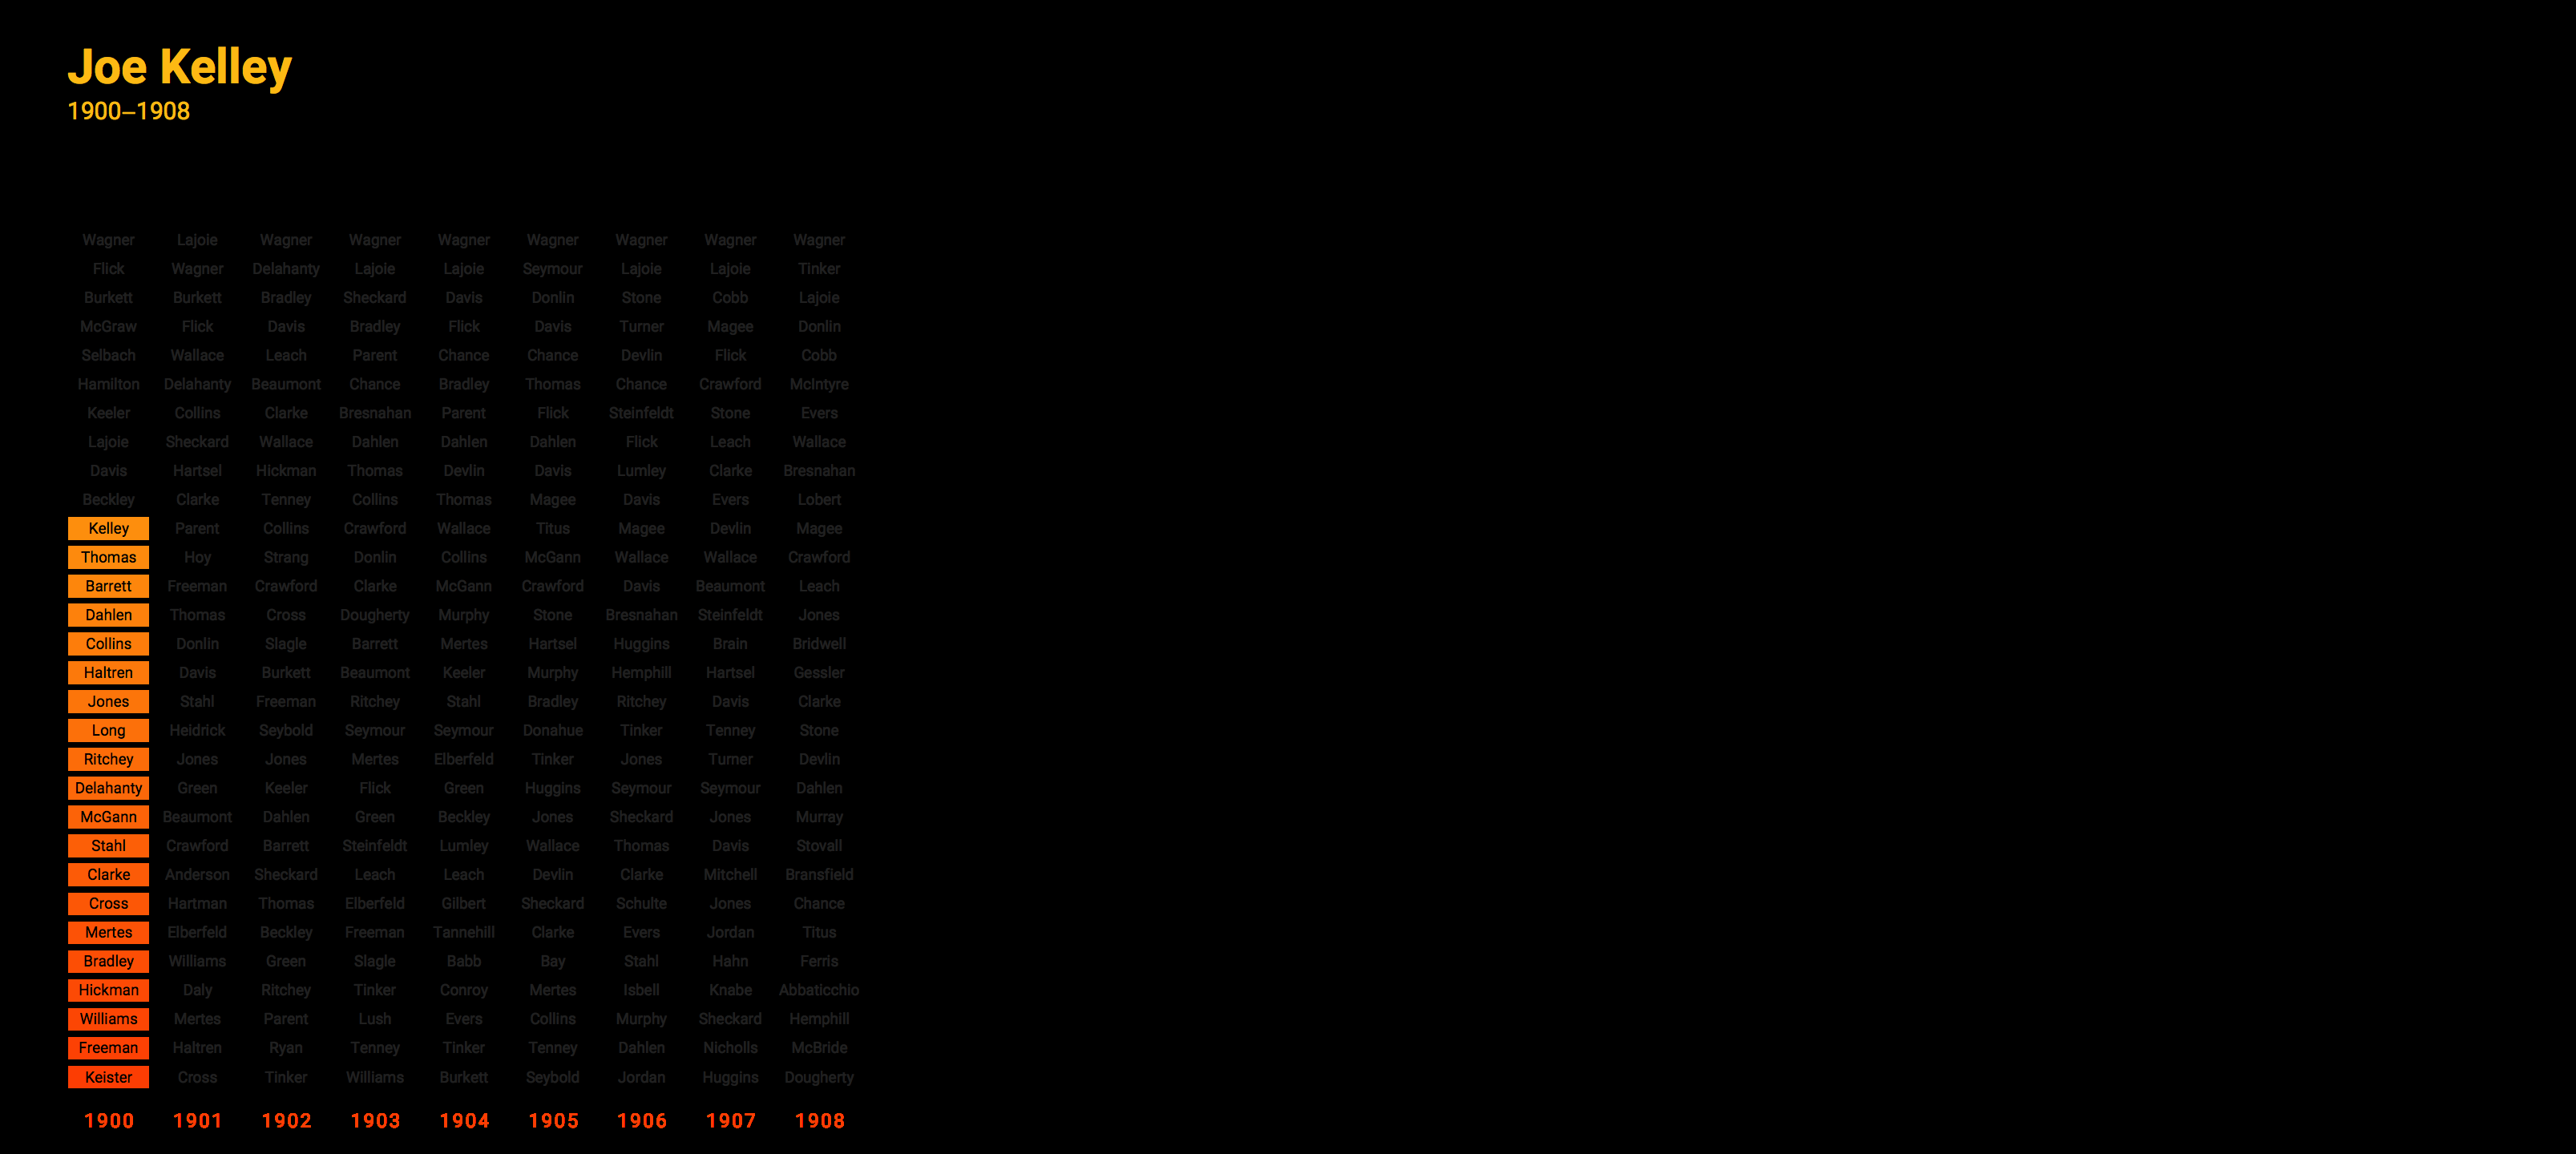 Joe Kelley
1900–1908
Wagner Lajoie Wagner Wagner Wagner Wagner Wagner Wagner Wagner
Flick Wagner Delahanty Lajoie Lajoie Seymour Lajoie Lajoie Tinker
Burkett Burkett Bradley Sheckard Davis Donlin Stone Cobb Lajoie
McGraw Flick Davis Bradley Flick Davis Turner Magee Donlin
Selbach Wallace Leach Parent Chance Chance Devlin Flick Cobb
Hamilton Delahanty Beaumont Chance Bradley Thomas Chance Crawford McIntyre
Keeler Collins Clarke Bresnahan Parent Flick Steinfeldt Stone Evers
Lajoie Sheckard Wallace Dahlen Dahlen Dahlen Flick Leach Wallace
Davis Hartsel Hickman Thomas Devlin Davis Lumley Clarke Bresnahan
Beckley Clarke Tenney Collins Thomas Magee Davis Evers Lobert
Kelley Parent Collins Crawford Wallace Titus Magee Devlin Magee
Thomas Hoy Strang Donlin Collins McGann Wallace Wallace Crawford
Barrett Freeman Crawford Clarke McGann Crawford Davis Beaumont Leach
Dahlen Thomas Cross Dougherty Murphy Stone Bresnahan Steinfeldt Jones
Collins Donlin Slagle Barrett Mertes Hartsel Huggins Brain Bridwell
Haltren Davis Burkett Beaumont Keeler Murphy Hemphill Hartsel Gessler
Jones Stahl Freeman Ritchey Stahl Bradley Ritchey Davis Clarke
Long Heidrick Seybold Seymour Seymour Donahue Tinker Tenney Stone
Ritchey Jones Jones Mertes Elberfeld Tinker Jones Turner Devlin
Delahanty Green Keeler Flick Green Huggins Seymour Seymour Dahlen
McGann Beaumont Dahlen Green Beckley Jones Sheckard Jones Murray
Stahl Crawford Barrett Steinfeldt Lumley Wallace Thomas Davis Stovall
Clarke Anderson Sheckard Leach Leach Devlin Clarke Mitchell Bransfield
Cross Hartman Thomas Elberfeld Gilbert Sheckard Schulte Jones Chance
Mertes Elberfeld Beckley Freeman Tannehill Clarke Evers Jordan Titus
Bradley Williams Green Slagle Babb Bay Stahl Hahn Ferris
Hickman Daly Ritchey Tinker Conroy Mertes Isbell Knabe Abbaticchio
Williams Mertes Parent Lush Evers Collins Murphy Sheckard Hemphill
Freeman Haltren Ryan Tenney Tinker Tenney Dahlen Nicholls McBride
Keister Cross Tinker Williams Burkett Seybold Jordan Huggins Dougherty
1900 1901 1902 1903 1904 1905 1906 1907 1908